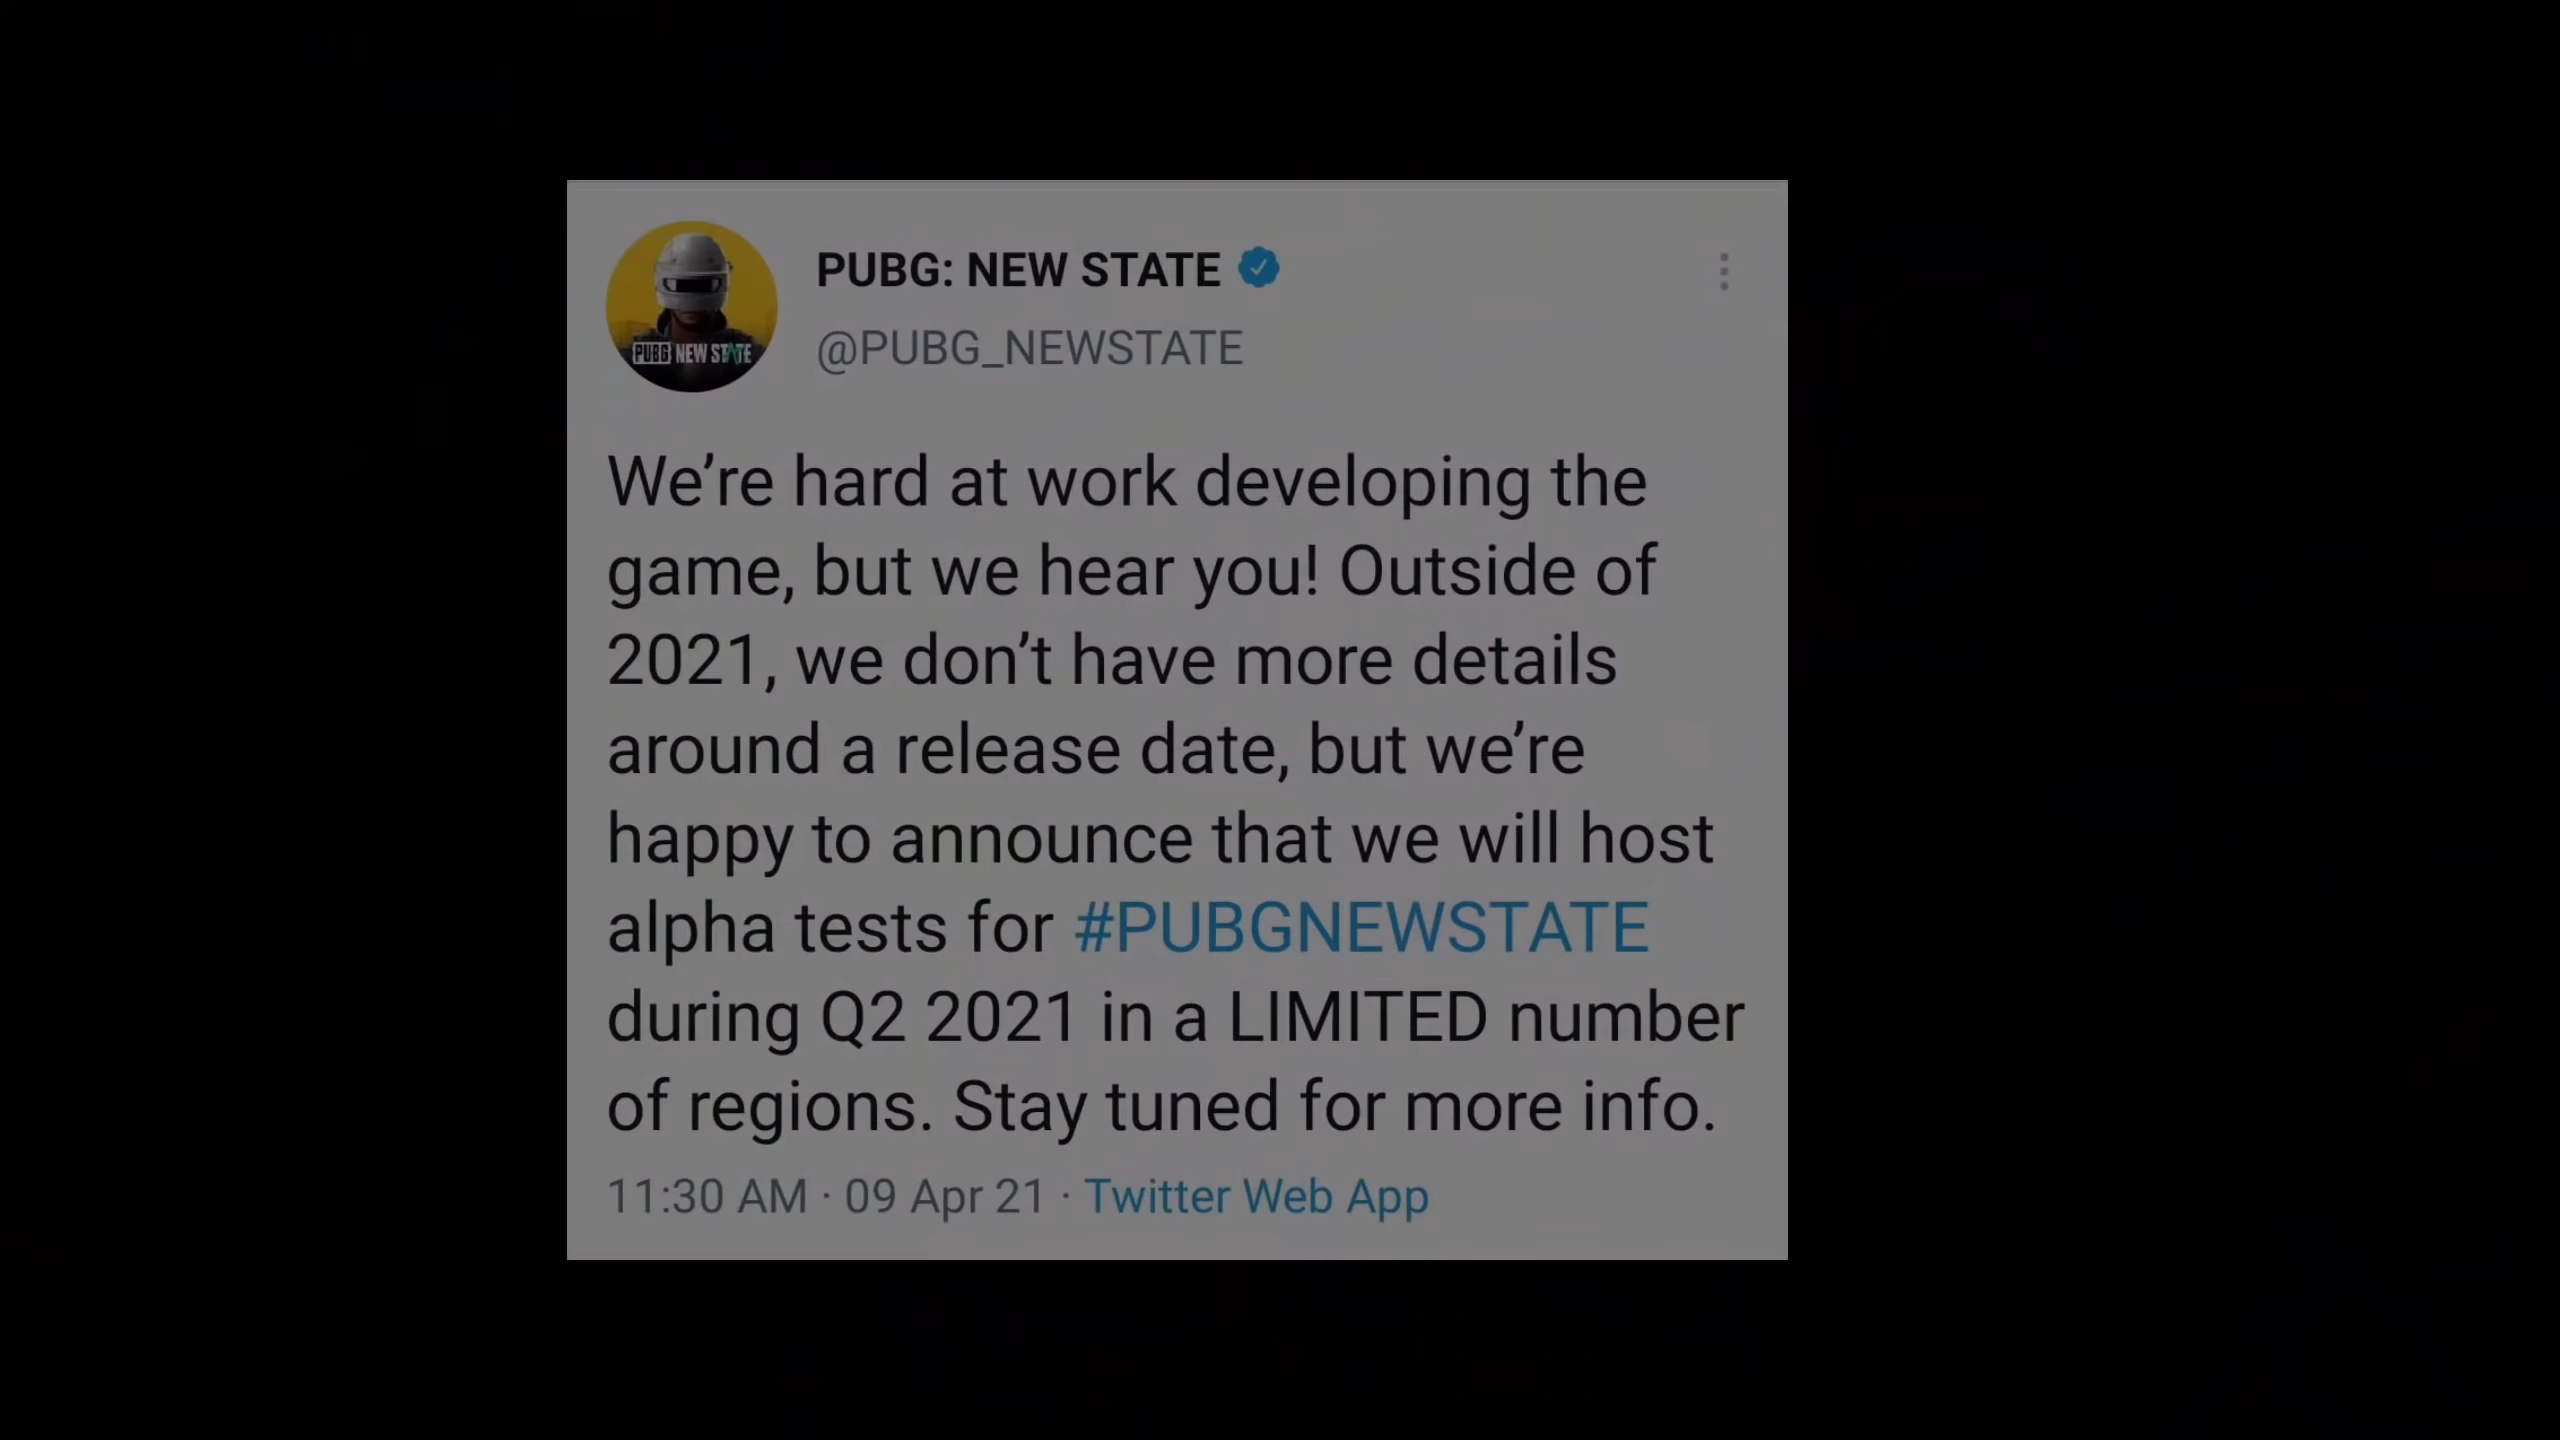 PUBG: NEW STATE
@PUBG_NEWSTATE
PUBG NEW STATE
We’re hard at work developing the
game, but we hear you! Outside of
2021, we don’t have more details
around a release date, but we’re
happy to announce that we will host
alpha tests for #PUBGNEWSTATE
during Q2 2021 in a LIMITED number
of regions. Stay tuned for more info.
11:30 AM · 09 Apr 21 · Twitter Web App